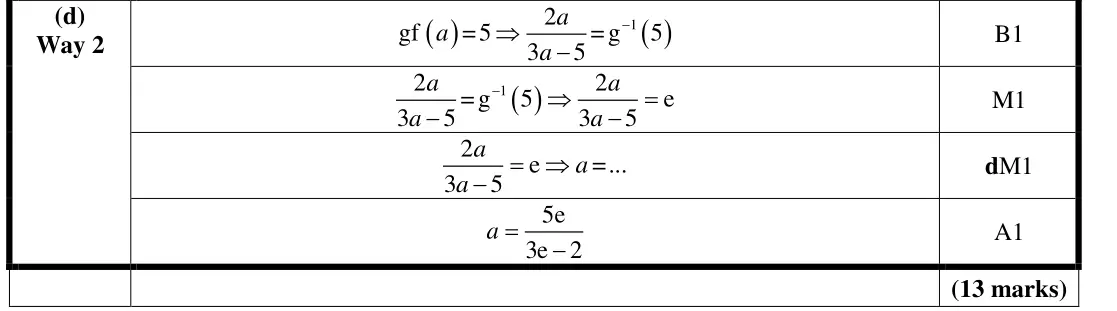 (d)
Way 2
gf(a)=5⇒2a/(3a−5)=g⁻¹(5)
B1
2a/(3a−5)=g⁻¹(5)⇒2a/(3a−5)=e
M1
2a/(3a−5)=e⇒a=...
dM1
a=5e/(3e−2)
A1
(13 marks)